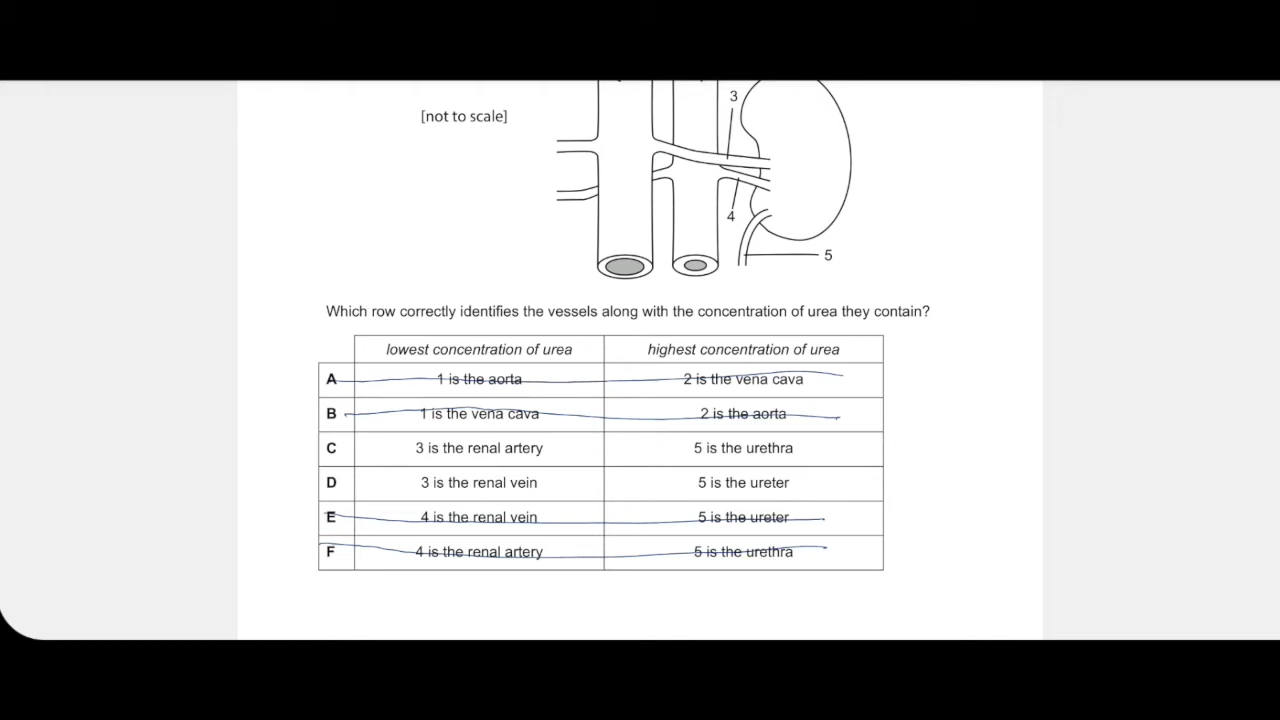 3
[not to scale]
4
5
Which row correctly identifies the vessels along with the concentration of urea they contain?
lowest concentration of urea highest concentration of urea
A 1 is the aorta 2 is the vena cava
B 1 is the vena cava 2 is the aorta
C 3 is the renal artery 5 is the urethra
D 3 is the renal vein 5 is the ureter
E 4 is the renal vein 5 is the ureter
F 4 is the renal artery 5 is the urethra